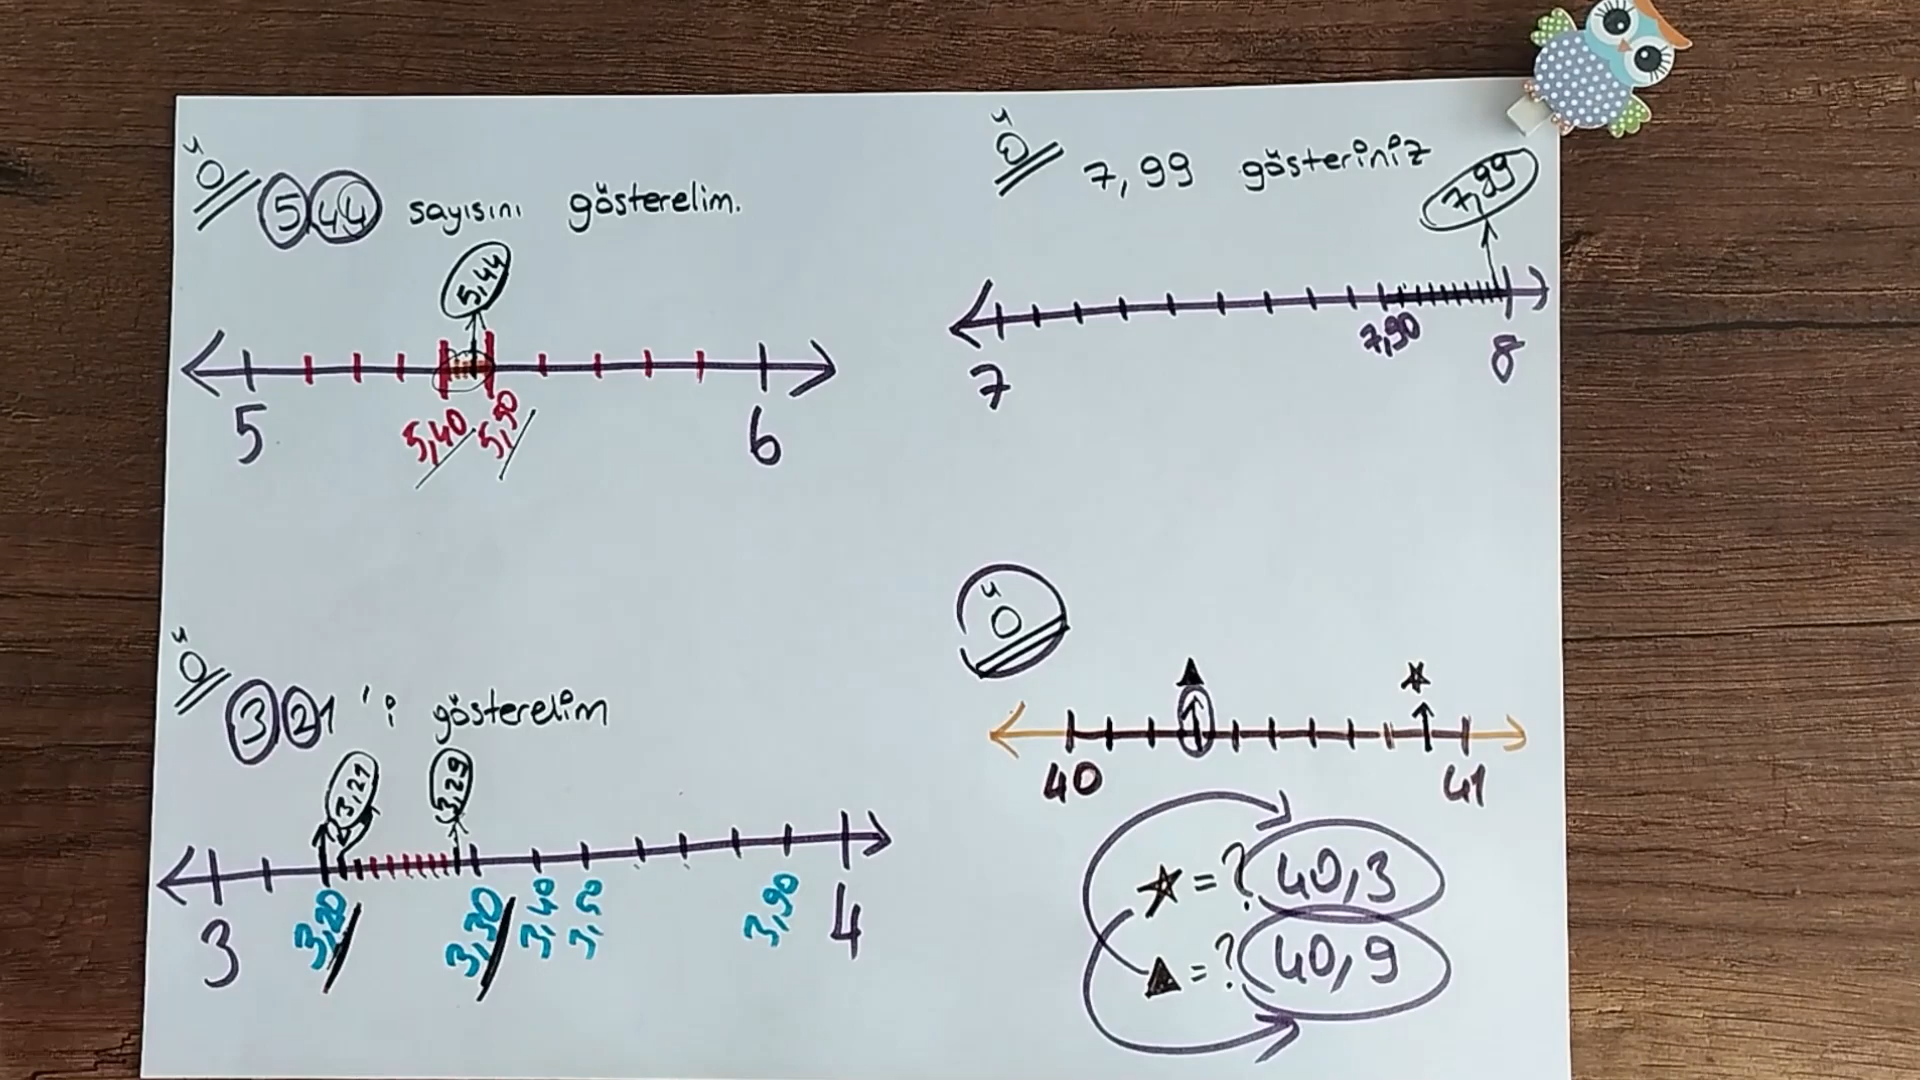 Ö// 5,44 sayısını gösterelim.
5,44
5 5,40 5,50 6
Ö// 7,99 gösteriniz
7,99
7 7,90 8
Ö// 3,21 'i gösterelim
3,21 3,29
3 3,20 3,30 3,40 3,50 3,90 4
Ö//
▲ ☆
40 41
☆ = ? 40,3
▲ = ? 40,9